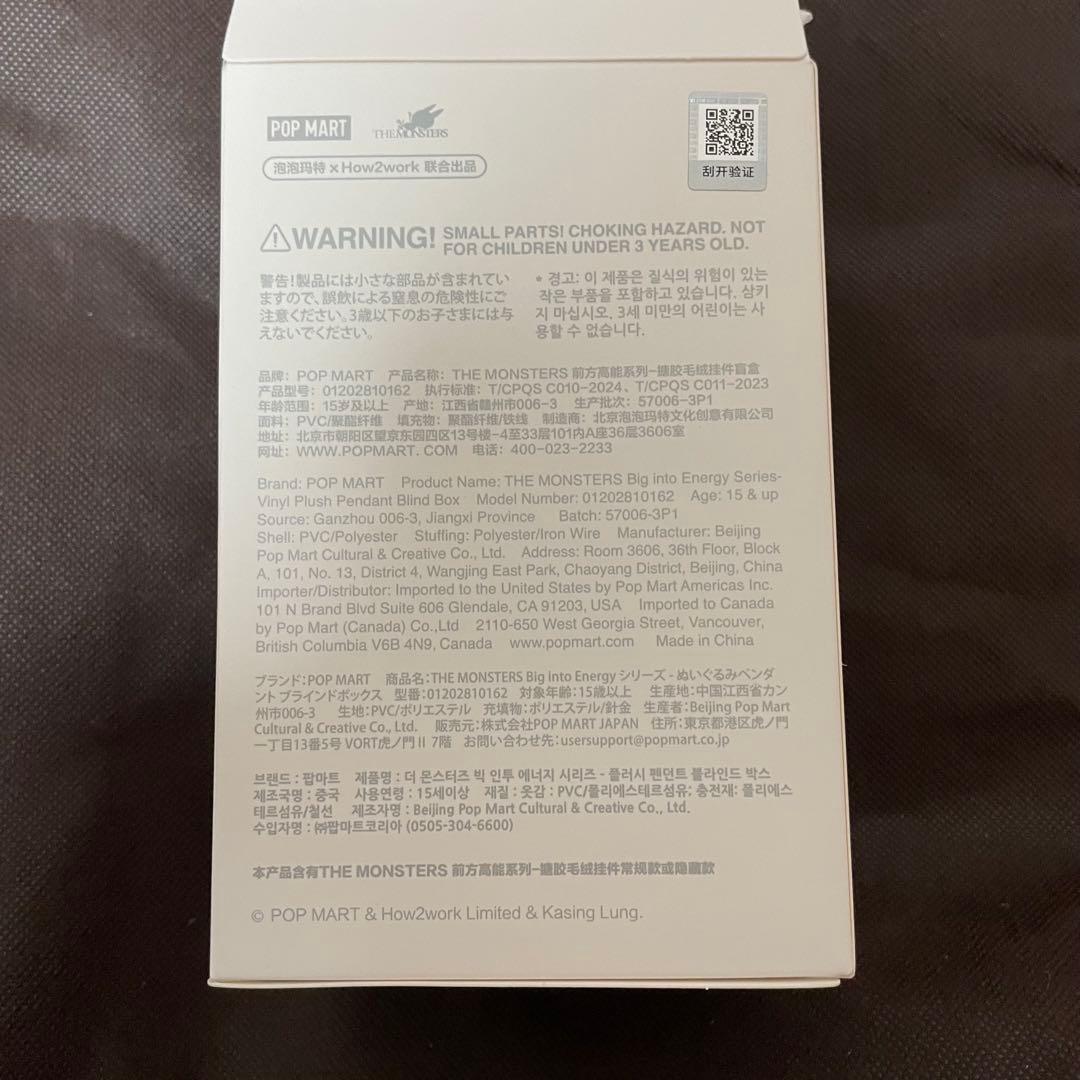 POP MART
THE MONSTERS
泡泡玛特 × How2work 联合出品
刮开验证
WARNING! SMALL PARTS! CHOKING HAZARD. NOT
FOR CHILDREN UNDER 3 YEARS OLD.
警告!製品には小さな部品が含まれてい
ますので、誤飲による窒息の危険性にご
注意ください。3歳以下のお子さまには与
えないでください。
* 경고: 이 제품은 질식의 위험이 있는
작은 부품을 포함하고 있습니다. 삼키
지 마십시오. 3세 미만의 어린이는 사
용할 수 없습니다.
品牌: POP MART 产品名称: THE MONSTERS 前方高能系列-搪胶毛绒挂件盲盒
产品型号: 01202810162 执行标准: T/CPQS C010-2024、T/CPQS C011-2023
年龄范围: 15岁及以上 产地: 江西省赣州市006-3 生产批次: 57006-3P1
面料: PVC/聚酯纤维 填充物: 聚酯纤维/铁线 制造商: 北京泡泡玛特文化创意有限公司
地址: 北京市朝阳区望京东园四区13号楼-4至33层101内A座36层3606室
网址: WWW.POPMART.COM 电话: 400-023-2233
Brand: POP MART Product Name: THE MONSTERS Big into Energy Series-
Vinyl Plush Pendant Blind Box Model Number: 01202810162 Age: 15 & up
Source: Ganzhou 006-3, Jiangxi Province Batch: 57006-3P1
Shell: PVC/Polyester Stuffing: Polyester/Iron Wire Manufacturer: Beijing
Pop Mart Cultural & Creative Co., Ltd. Address: Room 3606, 36th Floor, Block
A, 101, No. 13, District 4, Wangjing East Park, Chaoyang District, Beijing, China
Importer/Distributor: Imported to the United States by Pop Mart Americas Inc.
101 N Brand Blvd Suite 606 Glendale, CA 91203, USA Imported to Canada
by Pop Mart (Canada) Co.,Ltd 2110-650 West Georgia Street, Vancouver,
British Columbia V6B 4N9, Canada www.popmart.com Made in China
ブランド:POP MART 商品名:THE MONSTERS Big into Energy シリーズ - ぬいぐるみペンダ
ント ブラインドボックス 型番:01202810162 対象年齢:15歳以上 生産地:中国江西省カン
州市006-3 生地:PVC/ポリエステル 充填物:ポリエステル/針金 生産者:Beijing Pop Mart
Cultural & Creative Co., Ltd. 販売元:株式会社POP MART JAPAN 住所:東京都港区虎ノ門
一丁目13番5号 VORT虎ノ門Ⅱ 7階 お問い合わせ先:usersupport@popmart.co.jp
브랜드 : 팝마트 제품명 : 더 몬스터즈 빅 인투 에너지 시리즈 - 플러시 펜던트 블라인드 박스
제조국명 : 중국 사용연령 : 15세이상 재질 : 옷감 : PVC/폴리에스테르섬유; 충전재: 폴리에스
테르섬유/철선 제조자명 : Beijing Pop Mart Cultural & Creative Co., Ltd.
수입자명 : ㈜팝마트코리아 (0505-304-6600)
本产品含有THE MONSTERS 前方高能系列-搪胶毛绒挂件常规款或隐藏款
© POP MART & How2work Limited & Kasing Lung.